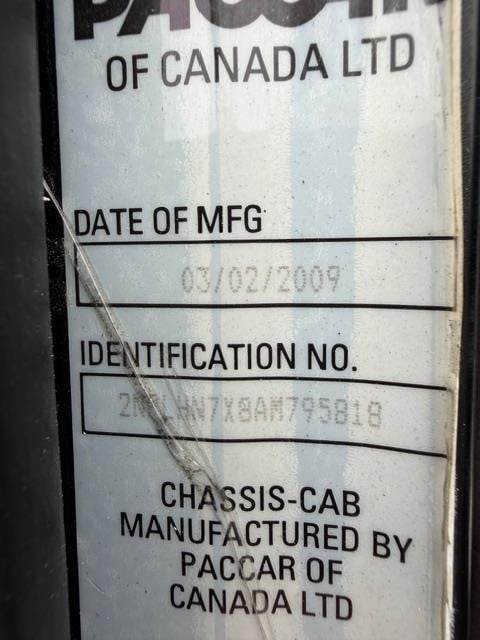 PACCAR
OF CANADA LTD
DATE OF MFG
03/02/2009
IDENTIFICATION NO.
CHASSIS-CAB
MANUFACTURED BY
PACCAR OF
CANADA LTD